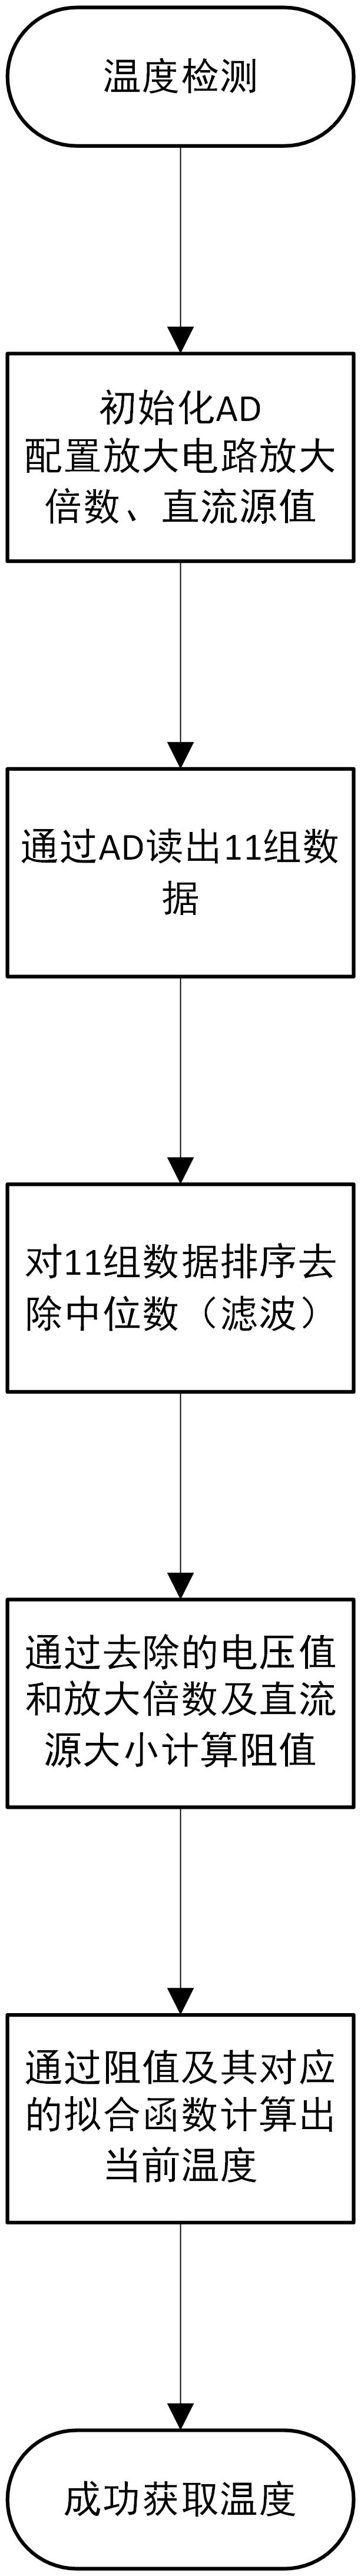 温度检测
初始化AD
配置放大电路放大
倍数、直流源值
通过AD读出11组数
据
对11组数据排序去
除中位数（滤波）
通过去除的电压值
和放大倍数及直流
源大小计算阻值
通过阻值及其对应
的拟合函数计算出
当前温度
成功获取温度